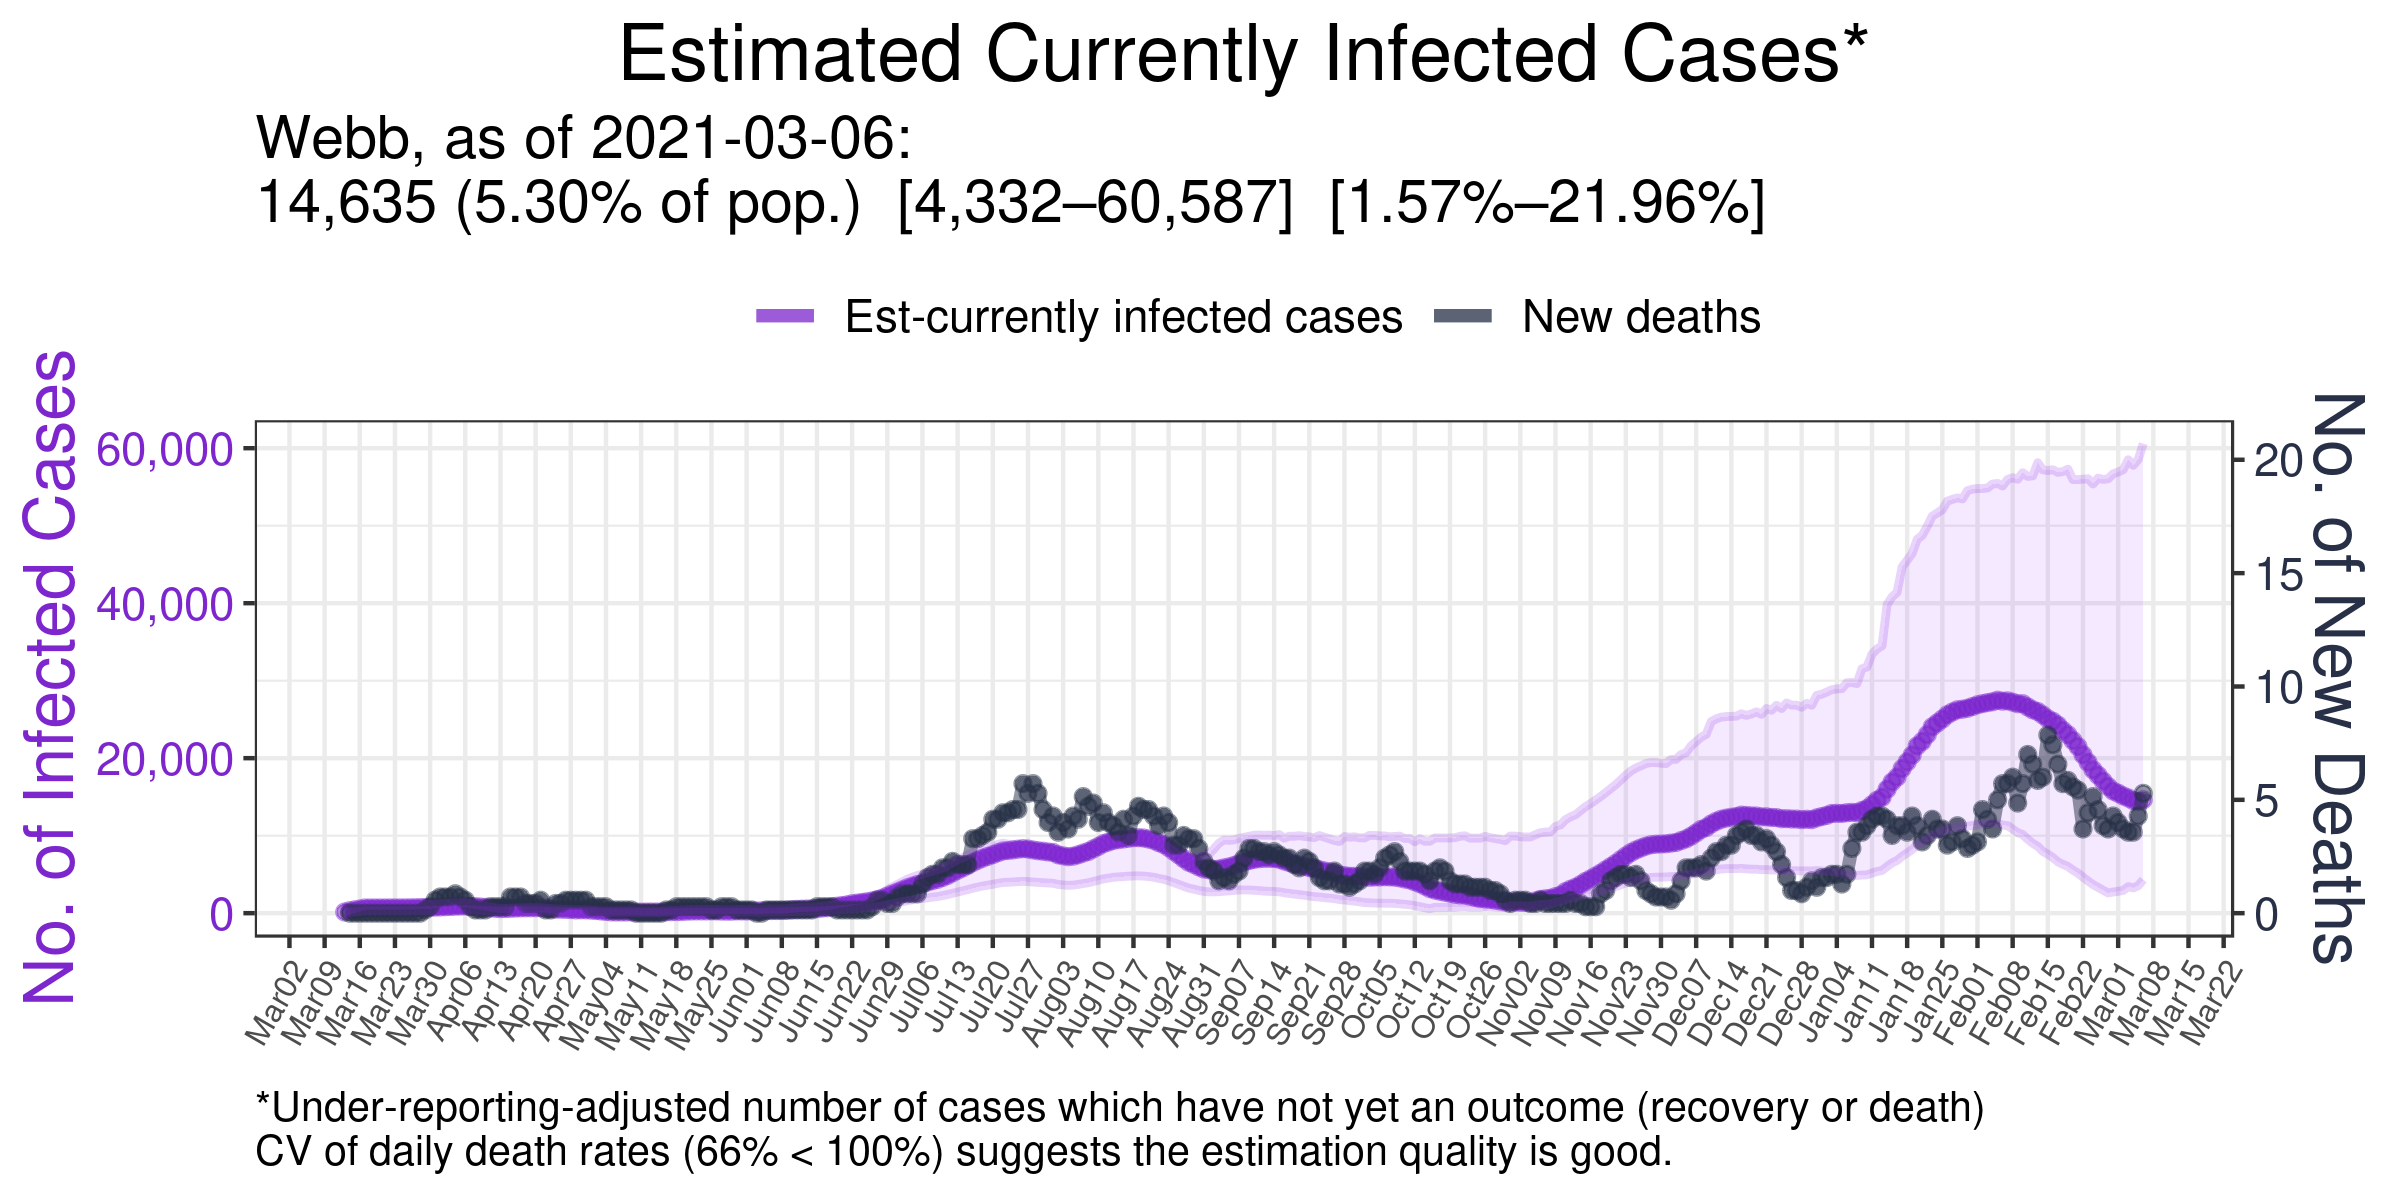 Estimated Currently Infected Cases*
Webb, as of 2021-03-06:
14,635 (5.30% of pop.) [4,332–60,587] [1.57%–21.96%]
Est-currently infected cases New deaths
No. of Infected Cases
60,000
40,000
20,000
0
20
15
10
5
0
No. of New Deaths
Mar02 Mar09 Mar16 Mar23 Mar30 Apr06 Apr13 Apr20 Apr27 May04 May11 May18 May25 Jun01 Jun08 Jun15 Jun22 Jun29 Jul06 Jul13 Jul20 Jul27 Aug03 Aug10 Aug17 Aug24 Aug31 Sep07 Sep14 Sep21 Sep28 Oct05 Oct12 Oct19 Oct26 Nov02 Nov09 Nov16 Nov23 Nov30 Dec07 Dec14 Dec21 Dec28 Jan04 Jan11 Jan18 Jan25 Feb01 Feb08 Feb15 Feb22 Mar01 Mar08 Mar15 Mar22
*Under-reporting-adjusted number of cases which have not yet an outcome (recovery or death)
CV of daily death rates (66% < 100%) suggests the estimation quality is good.